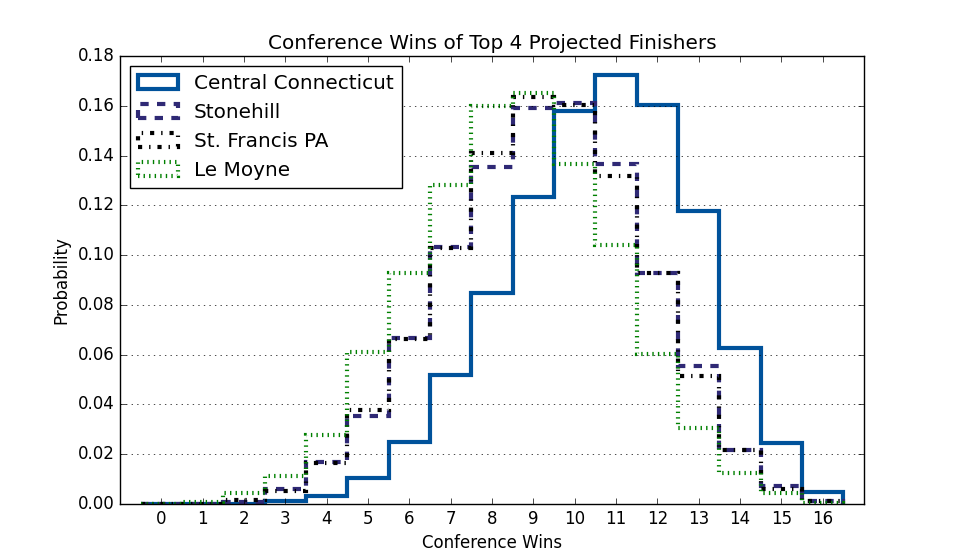 Conference Wins of Top 4 Projected Finishers
Central Connecticut
Stonehill
St. Francis PA
Le Moyne
Probability
0.18
0.16
0.14
0.12
0.10
0.08
0.06
0.04
0.02
0.00
0 1 2 3 4 5 6 7 8 9 10 11 12 13 14 15 16
Conference Wins